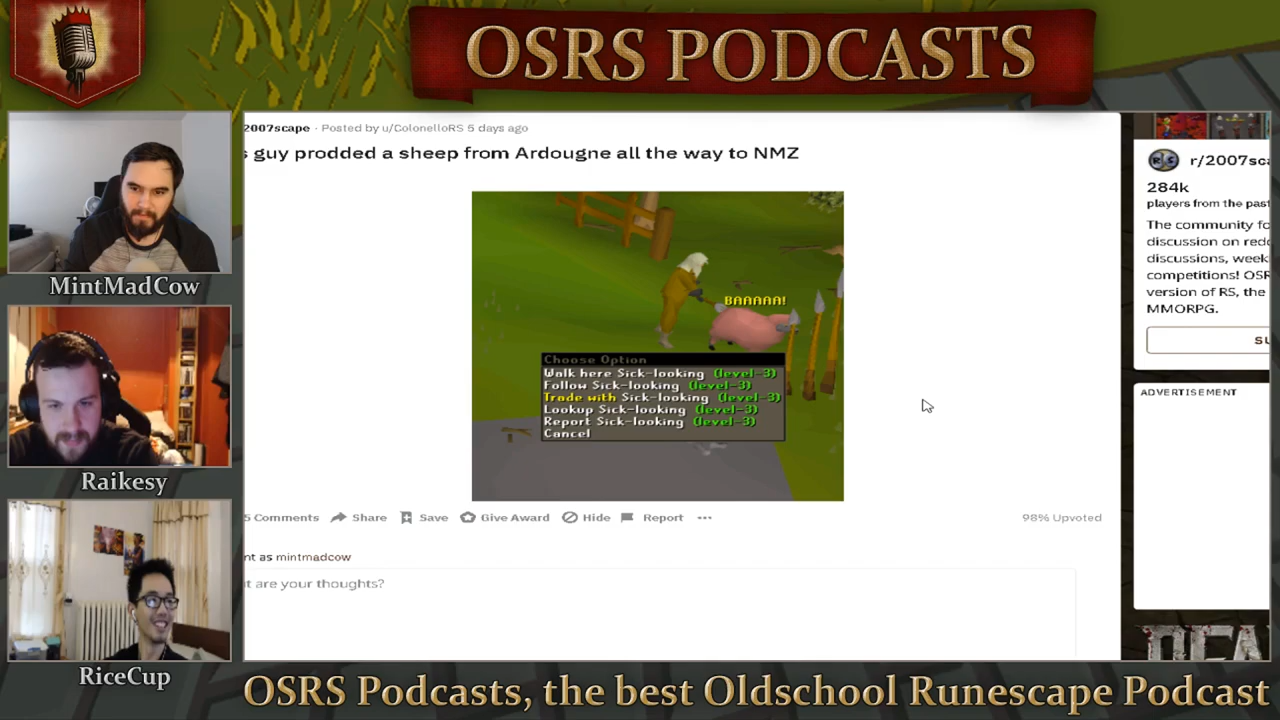 OSRS PODCASTS
2007scape · Posted by u/ColonelloRS 5 days ago
s guy prodded a sheep from Ardougne all the way to NMZ
BAAAAA!
Choose Option
Walk here Sick-looking (level-3)
Follow Sick-looking (level-3)
Trade with Sick-looking (level-3)
Lookup Sick-looking (level-3)
Report Sick-looking (level-3)
Cancel
5 Comments Share Save Give Award Hide Report ... 98% Upvoted
nt as mintmadcow
t are your thoughts?
RS r/2007sca
284k
players from the past
The community fo
discussion on redd
discussions, week
competitions! OSR
version of RS, the
MMORPG.
ADVERTISEMENT
DEA
MintMadCow
Raikesy
RiceCup
OSRS Podcasts, the best Oldschool Runescape Podcast